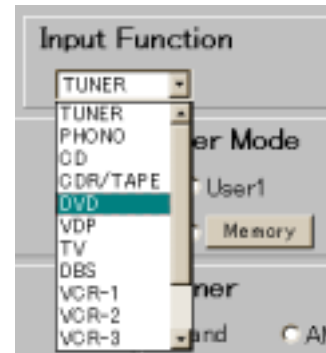 Input Function
TUNER
TUNER
PHONO
er Mode
CD
CDR/TAPE
User1
DVD
VDP
Memory
TV
DBS
VCR-1
ner
VCR-2
VCR-3
and
AM